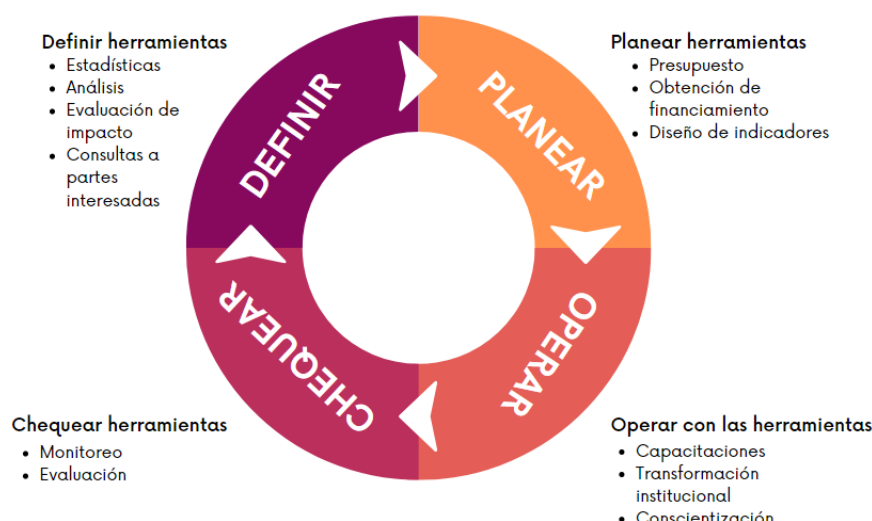 Definir herramientas
• Estadísticas
• Análisis
• Evaluación de
impacto
• Consultas a
partes
interesadas
DEFINIR
PLANEAR
Planear herramientas
• Presupuesto
• Obtención de
financiamiento
• Diseño de indicadores
CHEQUEAR
OPERAR
Chequear herramientas
• Monitoreo
• Evaluación
Operar con las herramientas
• Capacitaciones
• Transformación
institucional
• Conscientización